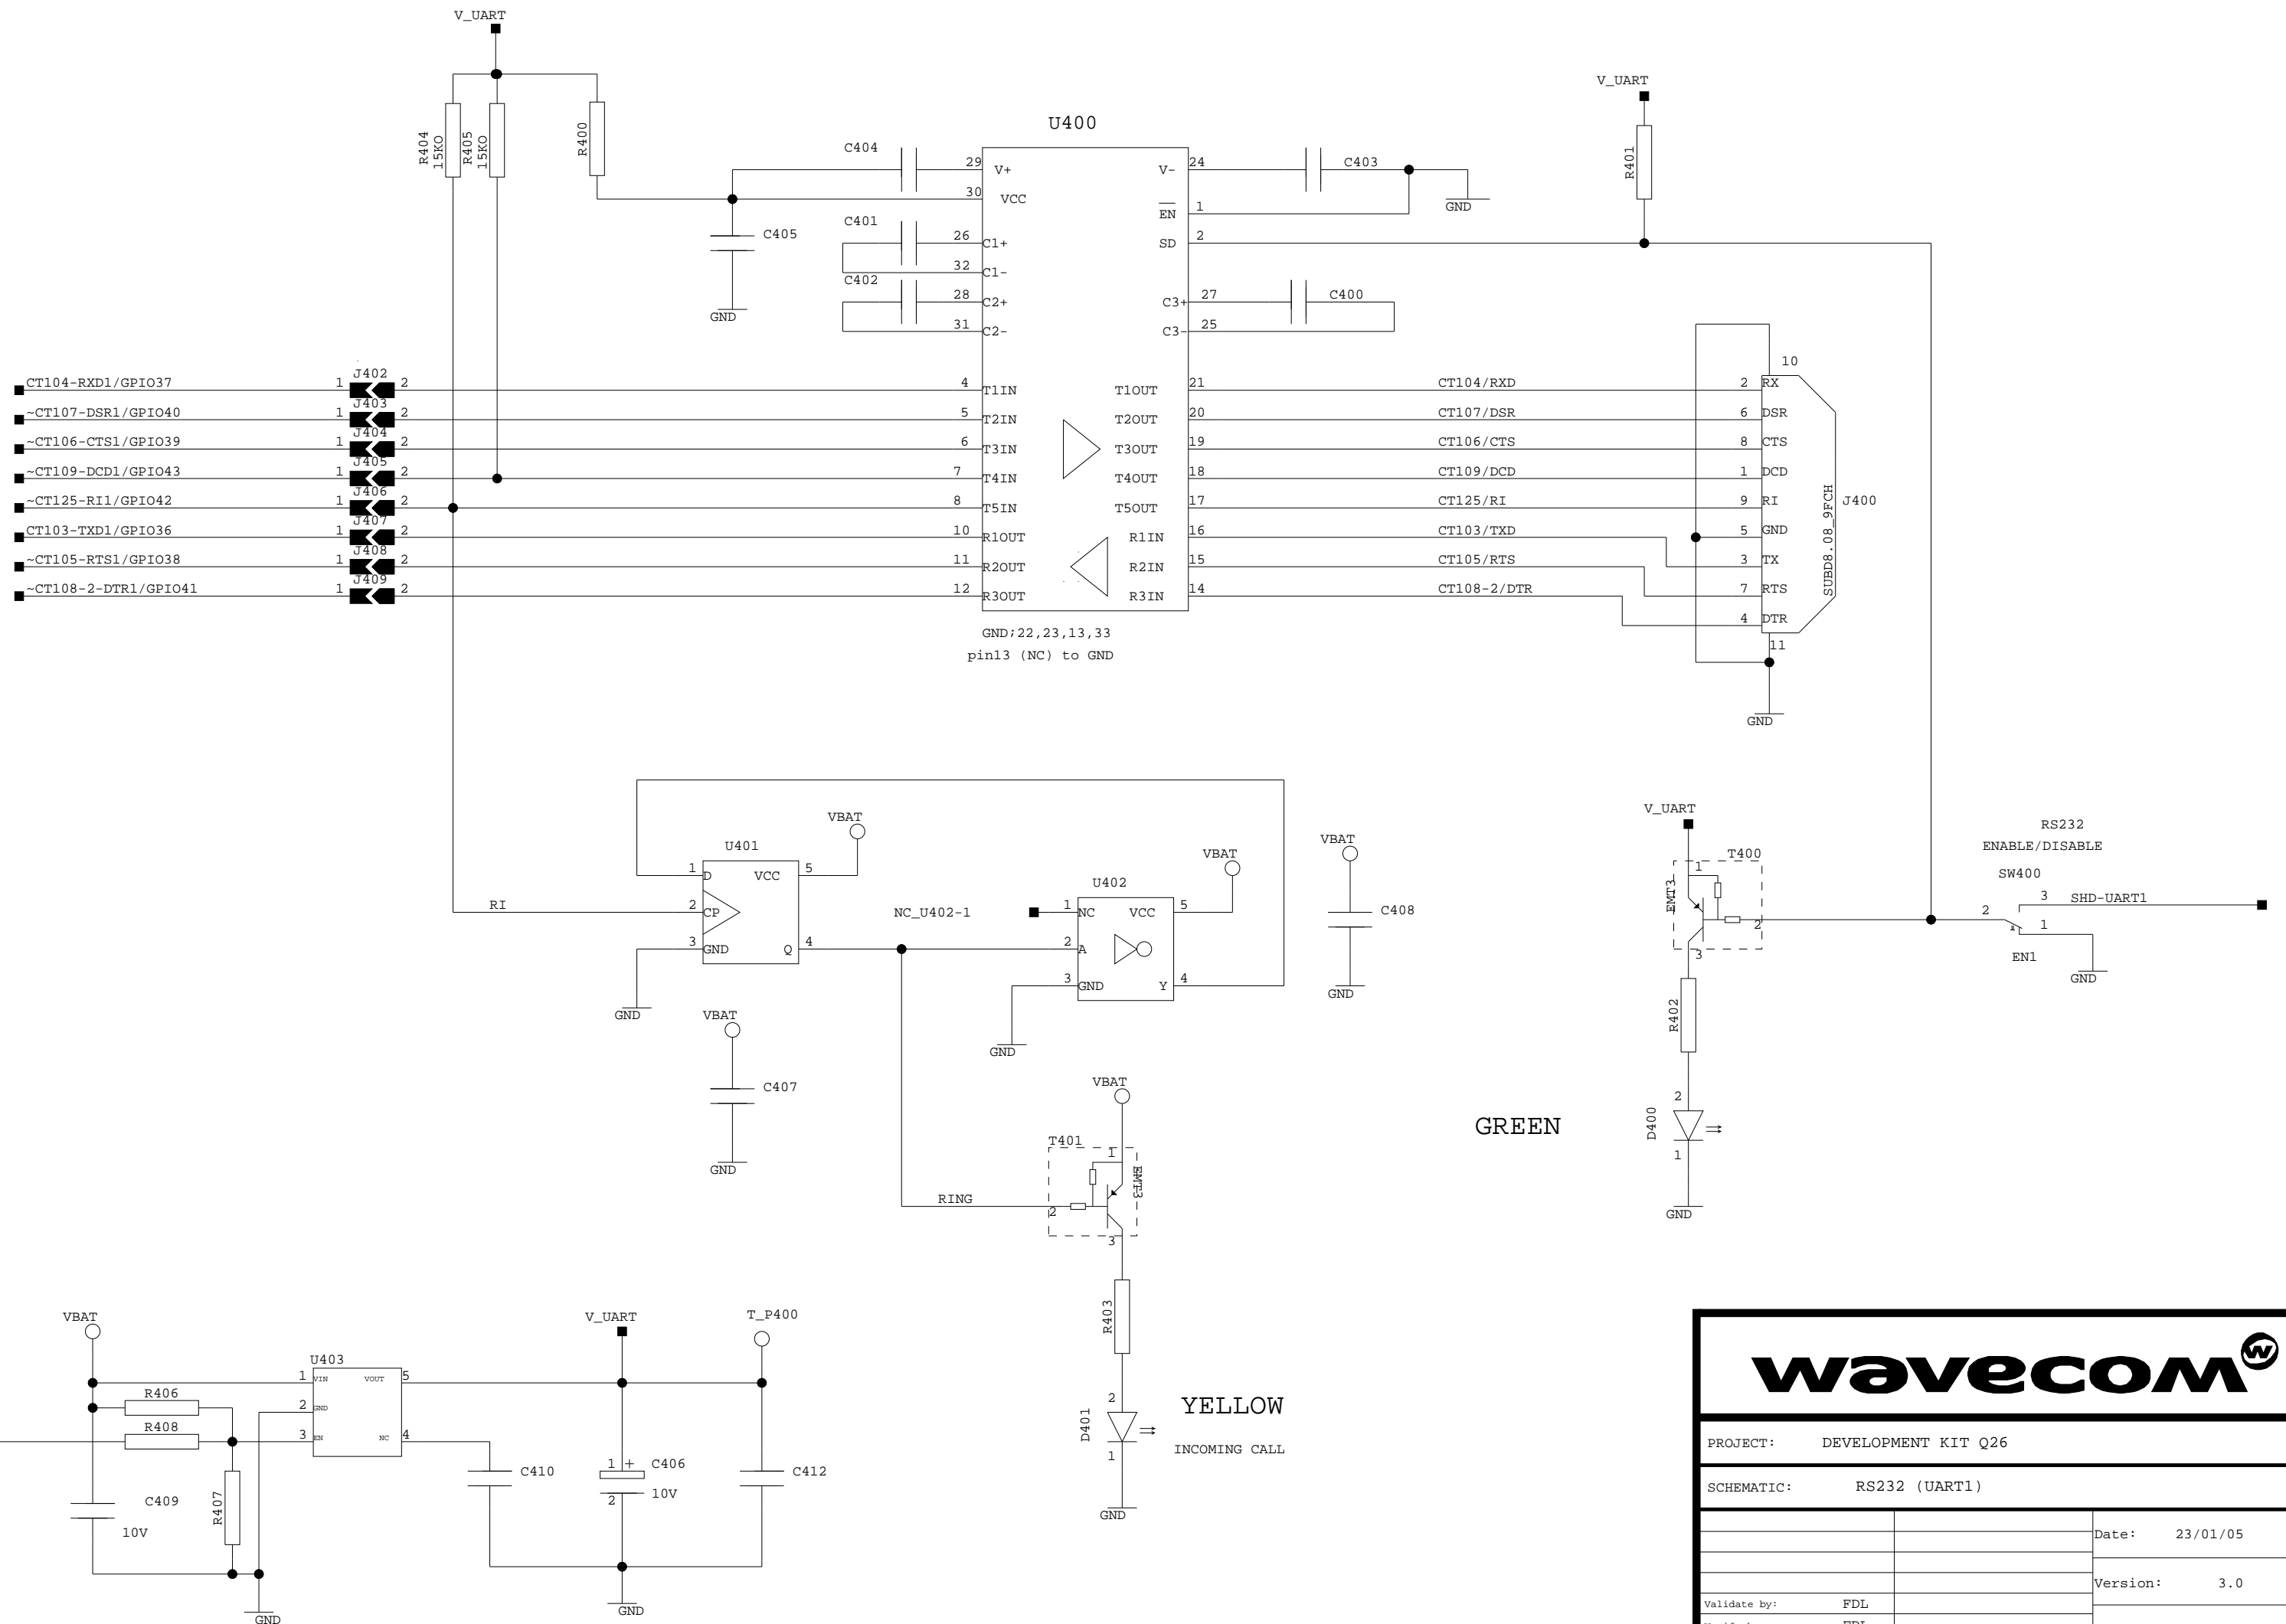 V_UART
R404
15KO
R405
15KO
R400
V_UART
R401
U400
C404
29
V+
V-
24
C403
30
VCC
EN
1
GND
C405
C401
26
C1+
SD
2
32
C1-
C402
28
C2+
C3+
27
C400
GND
31
C2-
C3-
25
10
CT104-RXD1/GPIO37
1
J402
2
4
T1IN
T1OUT
21
CT104/RXD
2
RX
~CT107-DSR1/GPIO40
1
J403
2
5
T2IN
T2OUT
20
CT107/DSR
6
DSR
~CT106-CTS1/GPIO39
1
J404
2
6
T3IN
T3OUT
19
CT106/CTS
8
CTS
~CT109-DCD1/GPIO43
1
J405
2
7
T4IN
T4OUT
18
CT109/DCD
1
DCD
~CT125-RI1/GPIO42
1
J406
2
8
T5IN
T5OUT
17
CT125/RI
9
RI
SUBD8.08_9FCH
J400
CT103-TXD1/GPIO36
1
J407
2
10
R1OUT
R1IN
16
CT103/TXD
5
GND
~CT105-RTS1/GPIO38
1
J408
2
11
R2OUT
R2IN
15
CT105/RTS
3
TX
~CT108-2-DTR1/GPIO41
1
J409
2
12
R3OUT
R3IN
14
CT108-2/DTR
7
RTS
4
DTR
11
GND;22,23,13,33
pin13 (NC) to GND
GND
VBAT
U401
1
D
VCC
5
RI
2
CP
3
GND
Q
4
GND
VBAT
C407
GND
NC_U402-1
U402
VBAT
1
NC
VCC
5
2
A
3
GND
Y
4
GND
VBAT
C408
GND
V_UART
T400
1
EMT3
2
3
R402
2
D400
1
GND
GREEN
RS232
ENABLE/DISABLE
SW400
3
SHD-UART1
2
1
EN1
GND
VBAT
T401
1
EMT3
RING
2
3
R403
2
D401
1
YELLOW
INCOMING CALL
GND
VBAT
U403
1
VIN
VOUT
5
R406
2
GND
R408
3
EN
NC
4
R407
C409
10V
GND
V_UART
T_P400
C410
1
+
C406
2
10V
C412
GND
wavecom
PROJECT: DEVELOPMENT KIT Q26
SCHEMATIC: RS232 (UART1)
Date: 23/01/05
Version: 3.0
Validate by: FDL